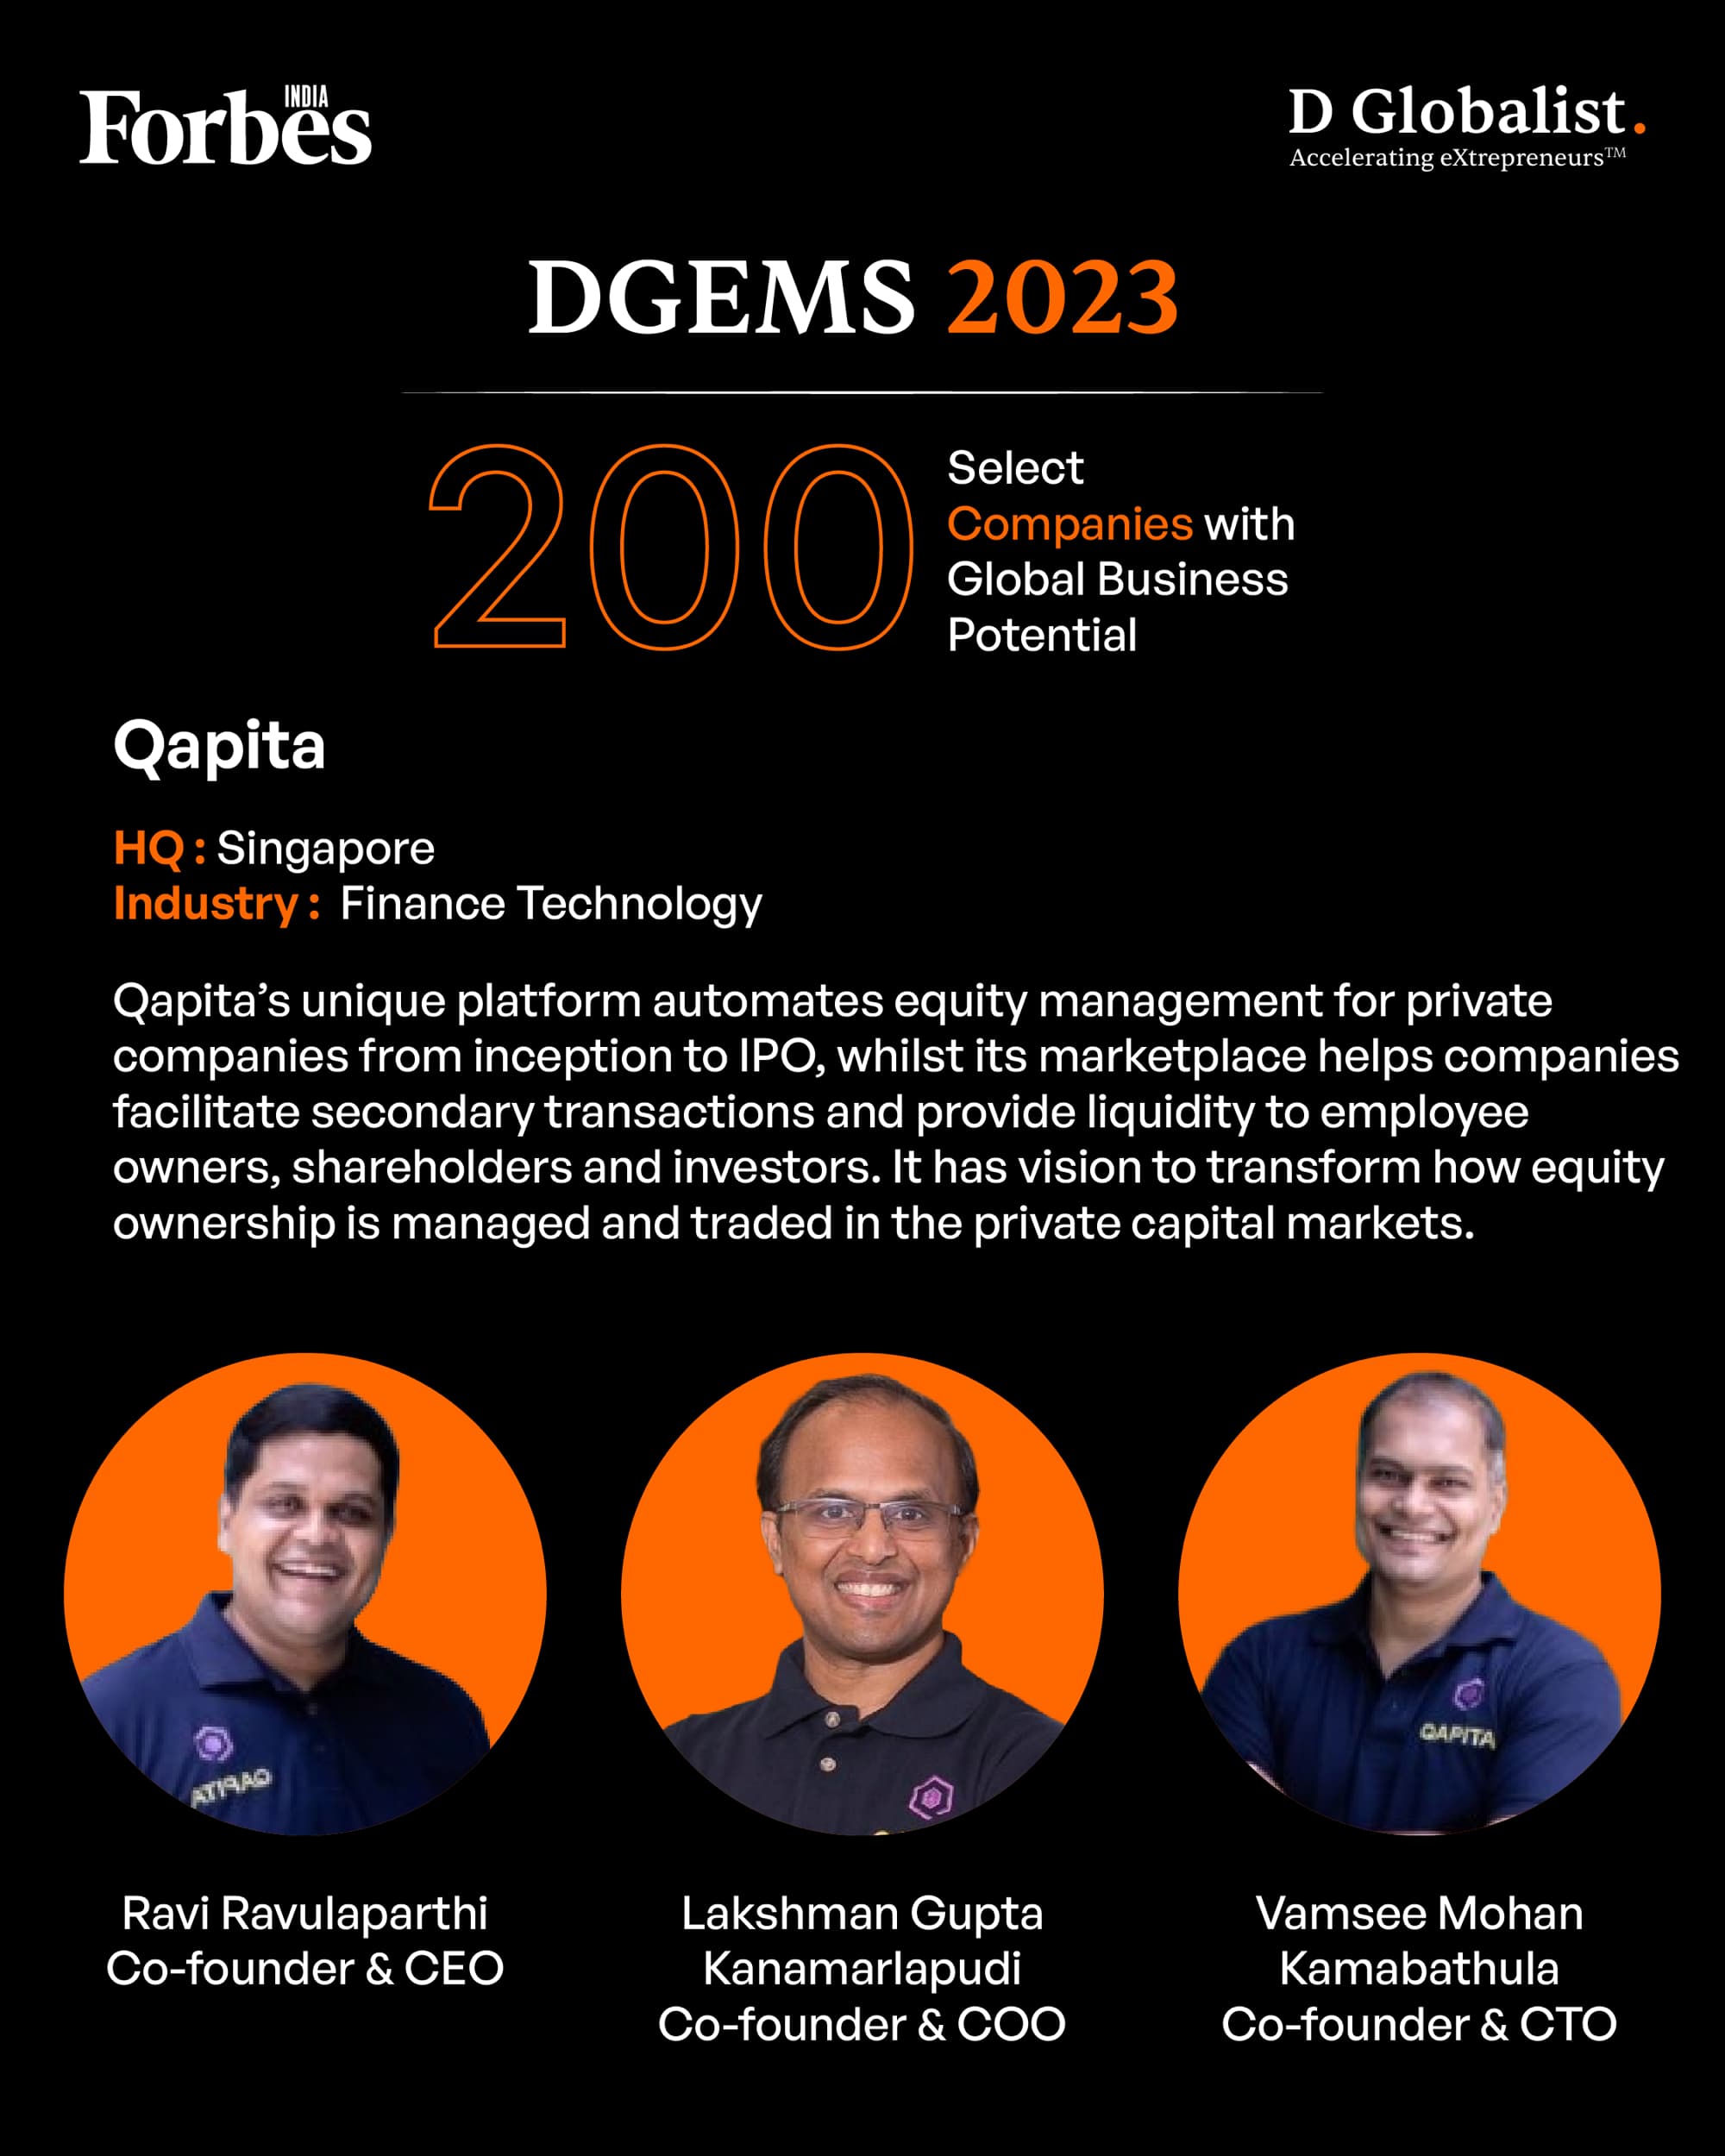 Forbes INDIA
D Globalist.
Accelerating eXtrepreneurs™
DGEMS 2023
200
Select
Companies with
Global Business
Potential
Qapita
HQ : Singapore
Industry : Finance Technology
Qapita’s unique platform automates equity management for private
companies from inception to IPO, whilst its marketplace helps companies
facilitate secondary transactions and provide liquidity to employee
owners, shareholders and investors. It has vision to transform how equity
ownership is managed and traded in the private capital markets.
QAPITA
QAPITA
Ravi Ravulaparthi
Co-founder & CEO
Lakshman Gupta
Kanamarlapudi
Co-founder & COO
Vamsee Mohan
Kamabathula
Co-founder & CTO